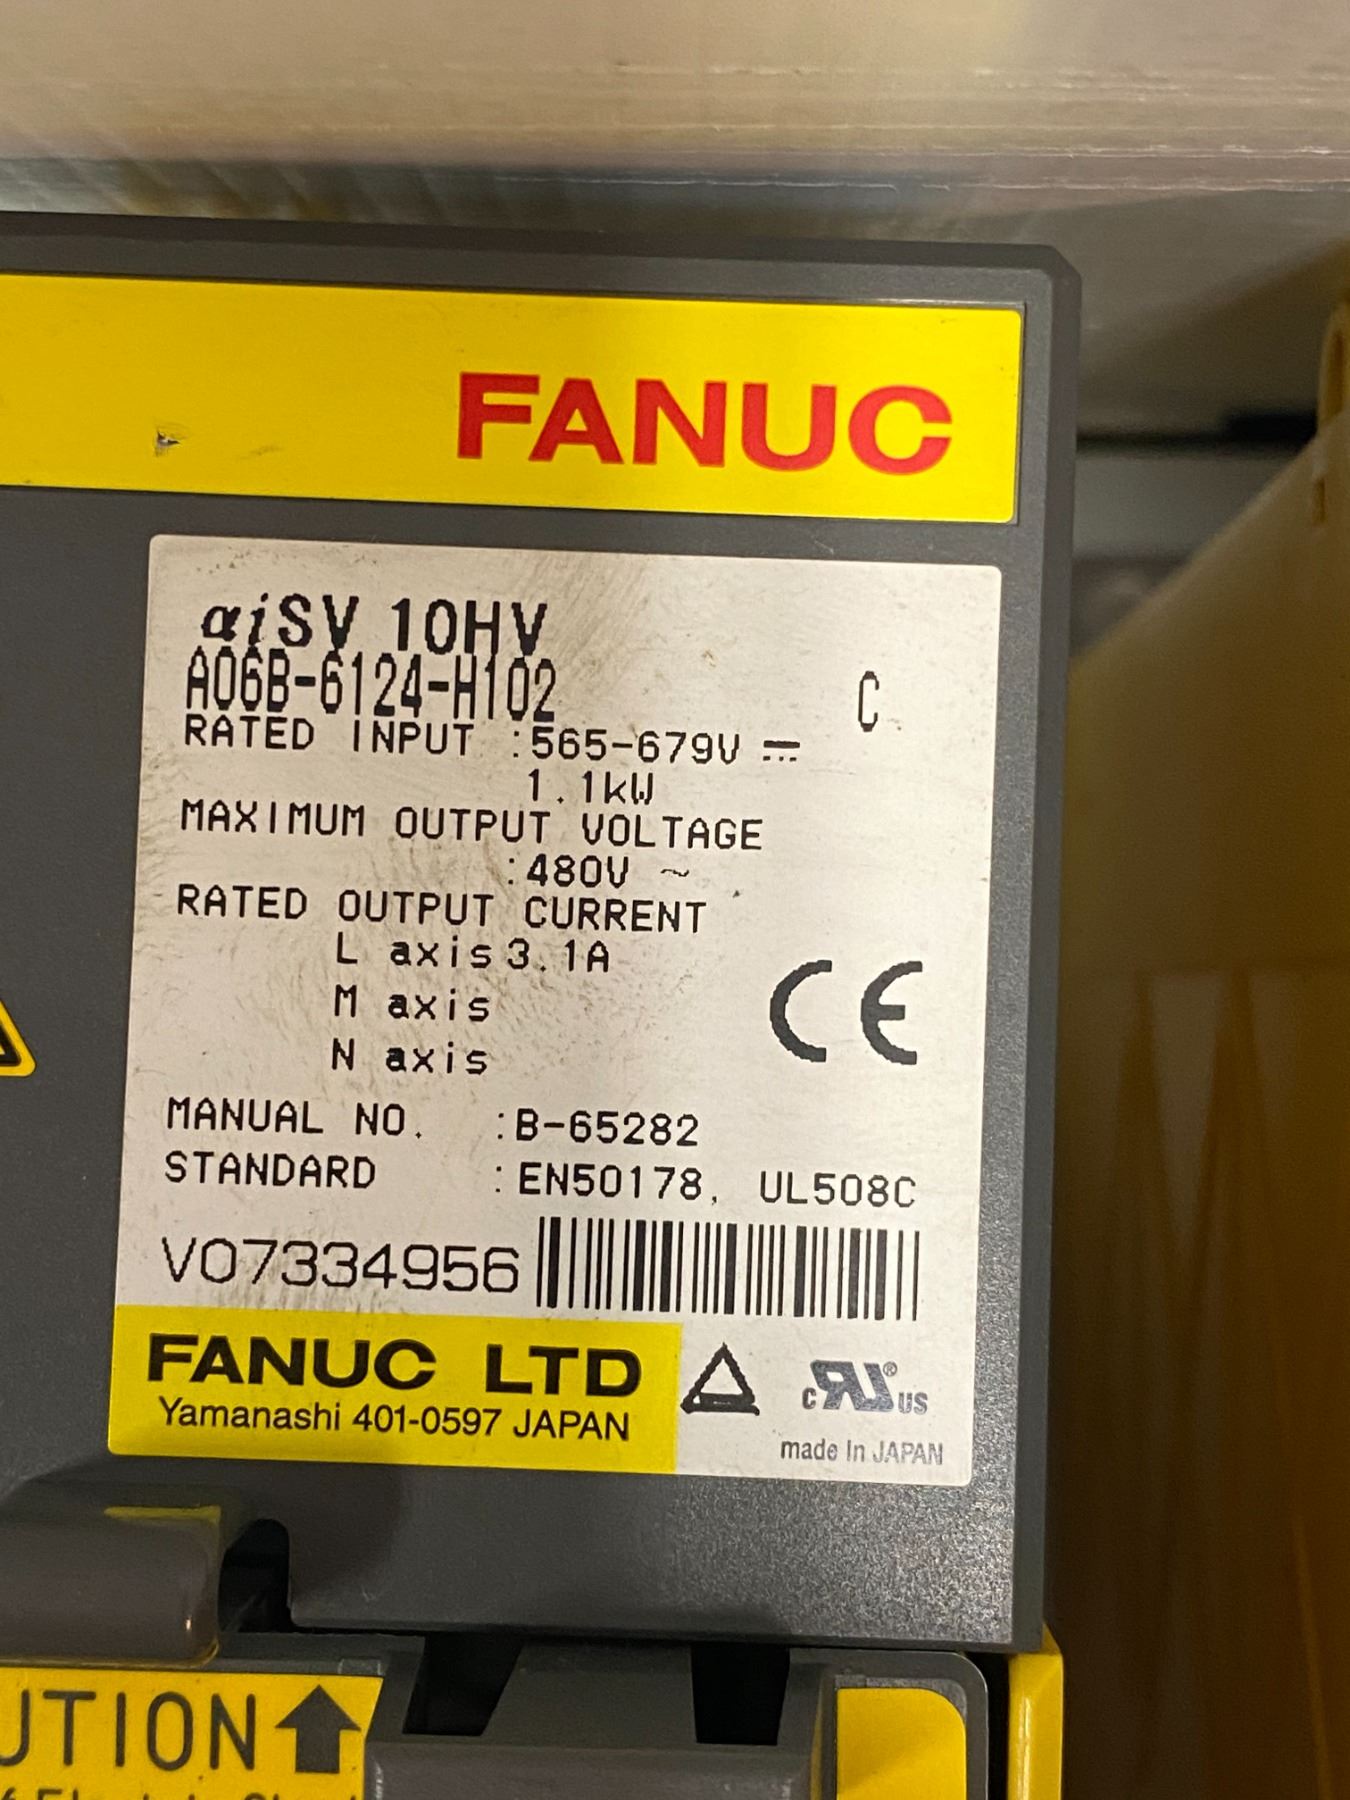 FANUC
αiSV 10HV
A06B-6124-H102 C
RATED INPUT :565-679V ⎓
1.1kW
MAXIMUM OUTPUT VOLTAGE
:480V ~
RATED OUTPUT CURRENT
L axis 3.1A
M axis
N axis
CE
MANUAL NO. :B-65282
STANDARD :EN50178, UL508C
V07334956
FANUC LTD
Yamanashi 401-0597 JAPAN
c RU ® US
made In JAPAN
UTION